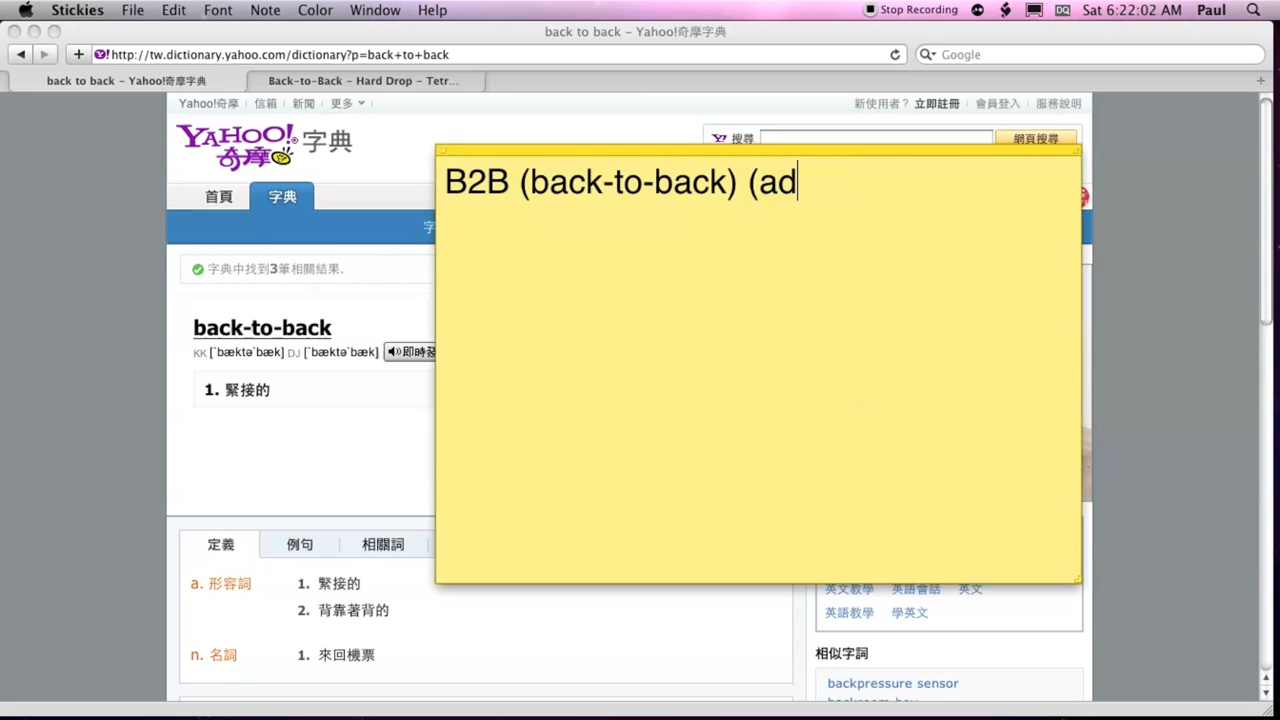 Stickies File Edit Font Note Color Window Help Stop Recording DQ Sat 6:22:02 AM Paul
back to back – Yahoo!奇摩字典
http://tw.dictionary.yahoo.com/dictionary?p=back+to+back Google
back to back – Yahoo!奇摩字典 Back-to-Back – Hard Drop – Tetr...
Yahoo!奇摩 信箱 新聞 更多 新使用者? 立即註冊 會員登入 服務說明
YAHOO! 奇摩 字典 Y! 搜尋 網頁搜尋
B2B (back-to-back) (ad
首頁 字典
字
字典中找到3筆相關結果.
back-to-back
KK [ˋbæktəˋbæk] DJ [ˋbæktəˋbæk] 即時發
1. 緊接的
定義 例句 相關詞
a. 形容詞 1. 緊接的
2. 背靠著背的
n. 名詞 1. 來回機票
英文教學 英語會話 英文
英語教學 學英文
相似字詞
backpressure sensor